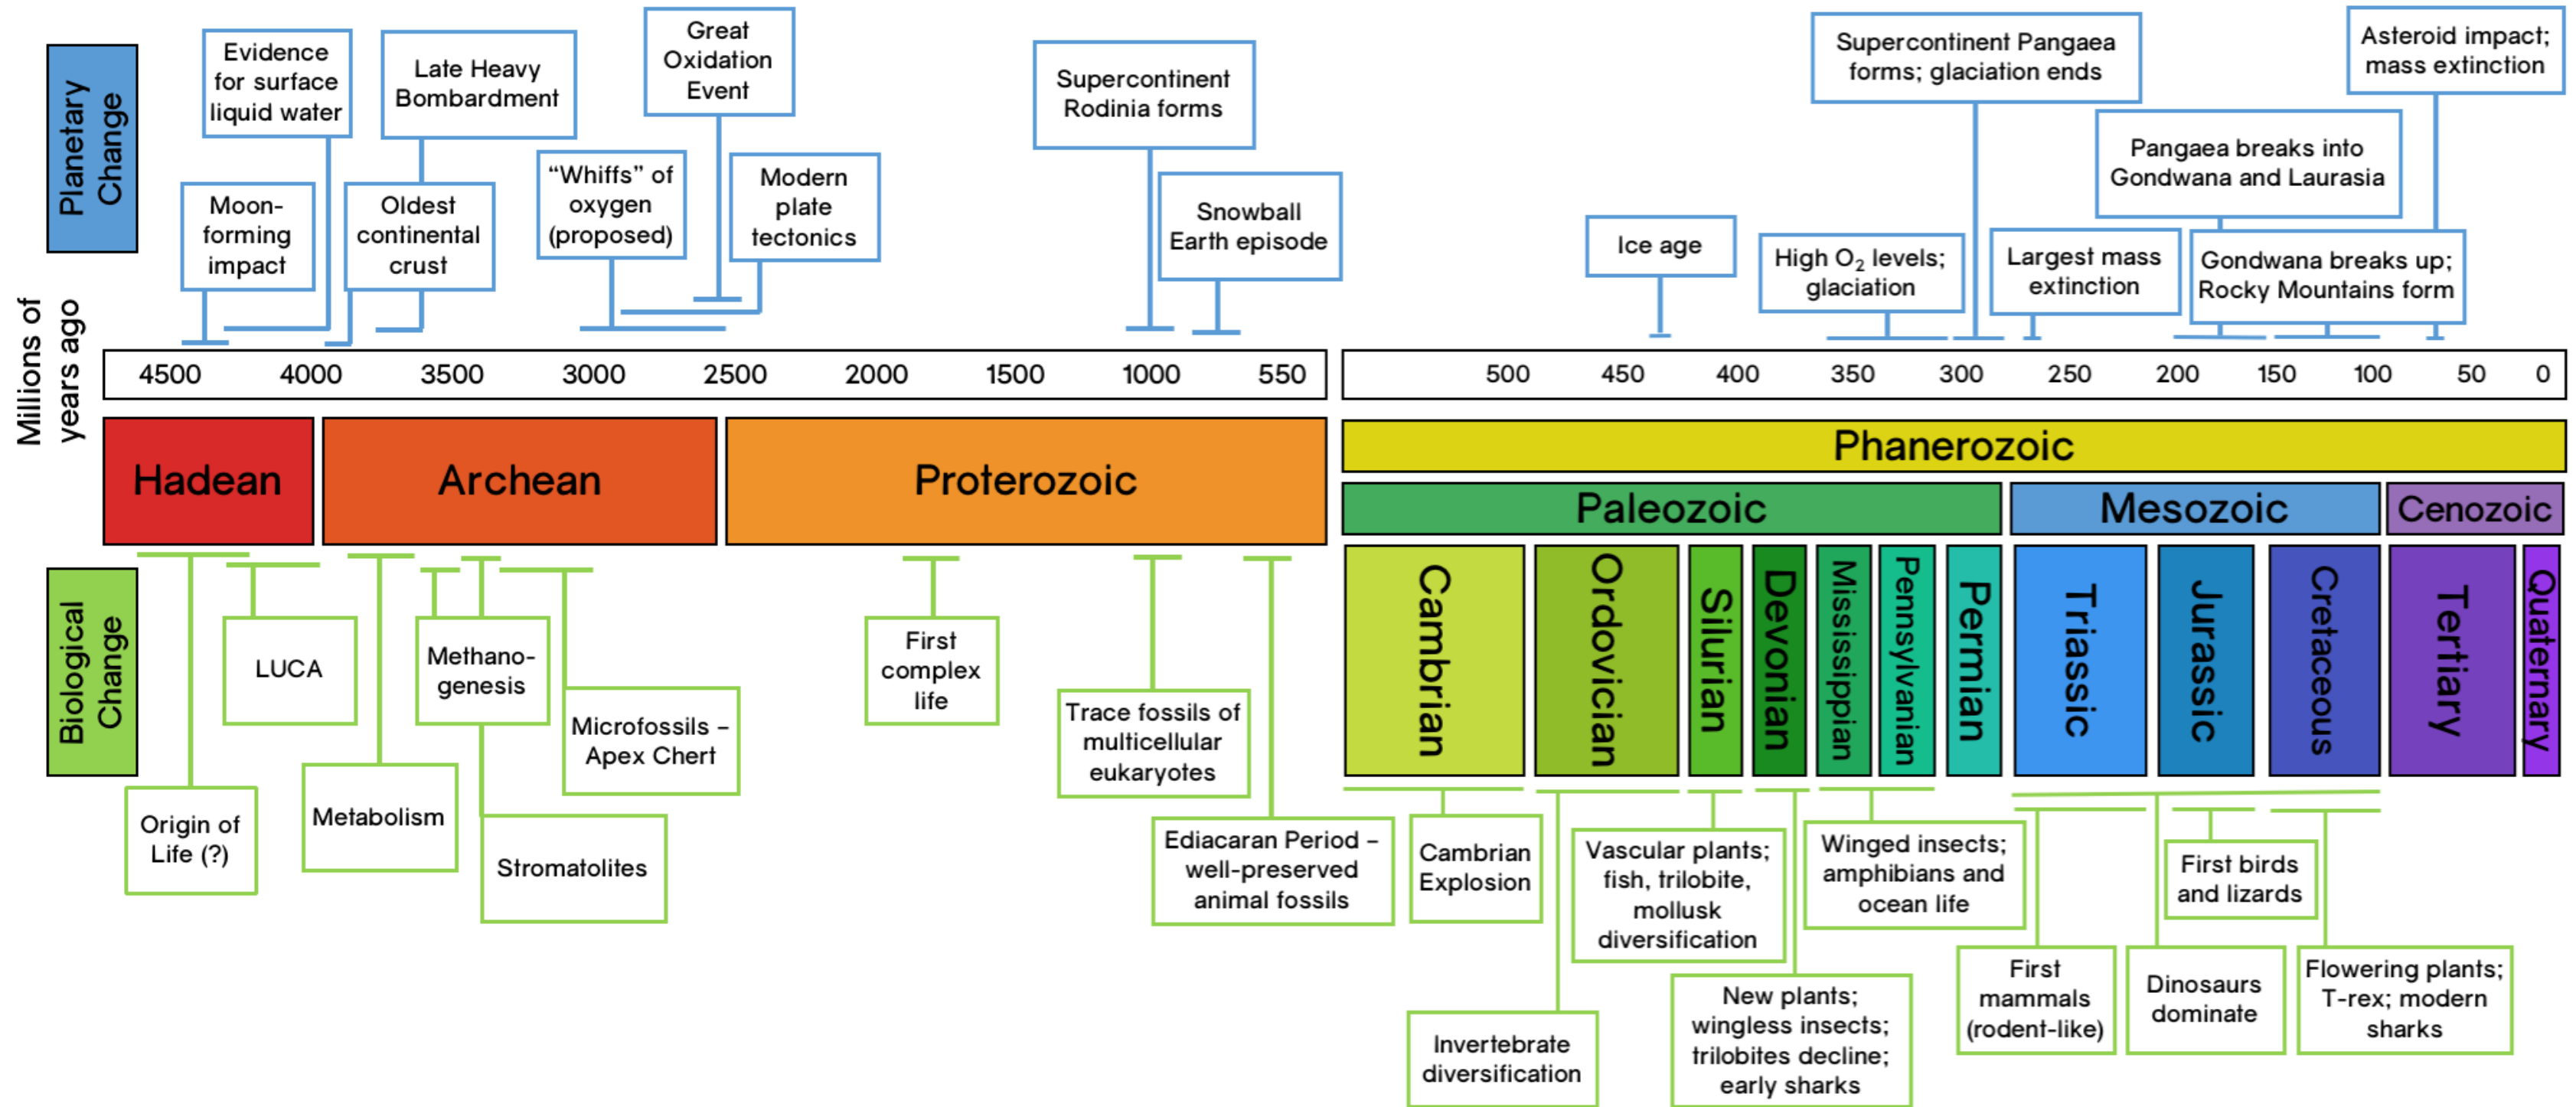 Planetary
Change
Evidence
for surface
liquid water
Late Heavy
Bombardment
Great
Oxidation
Event
Supercontinent
Rodinia forms
Supercontinent Pangaea
forms; glaciation ends
Asteroid impact;
mass extinction
Moon-
forming
impact
Oldest
continental
crust
“Whiffs” of
oxygen
(proposed)
Modern
plate
tectonics
Snowball
Earth episode
Ice age
High O₂ levels;
glaciation
Largest mass
extinction
Pangaea breaks into
Gondwana and Laurasia
Gondwana breaks up;
Rocky Mountains form
Millions of
years ago
4500 4000 3500 3000 2500 2000 1500 1000 550 500 450 400 350 300 250 200 150 100 50 0
Hadean
Archean
Proterozoic
Phanerozoic
Paleozoic
Mesozoic
Cenozoic
Cambrian
Ordovician
Silurian
Devonian
Mississippian
Pennsylvanian
Permian
Triassic
Jurassic
Cretaceous
Tertiary
Quaternary
Biological
Change
Origin of
Life (?)
LUCA
Metabolism
Methano-
genesis
Stromatolites
Microfossils –
Apex Chert
First
complex
life
Trace fossils of
multicellular
eukaryotes
Ediacaran Period –
well-preserved
animal fossils
Cambrian
Explosion
Invertebrate
diversification
Vascular plants;
fish, trilobite,
mollusk
diversification
New plants;
wingless insects;
trilobites decline;
early sharks
Winged insects;
amphibians and
ocean life
First
mammals
(rodent-like)
Dinosaurs
dominate
First birds
and lizards
Flowering plants;
T-rex; modern
sharks